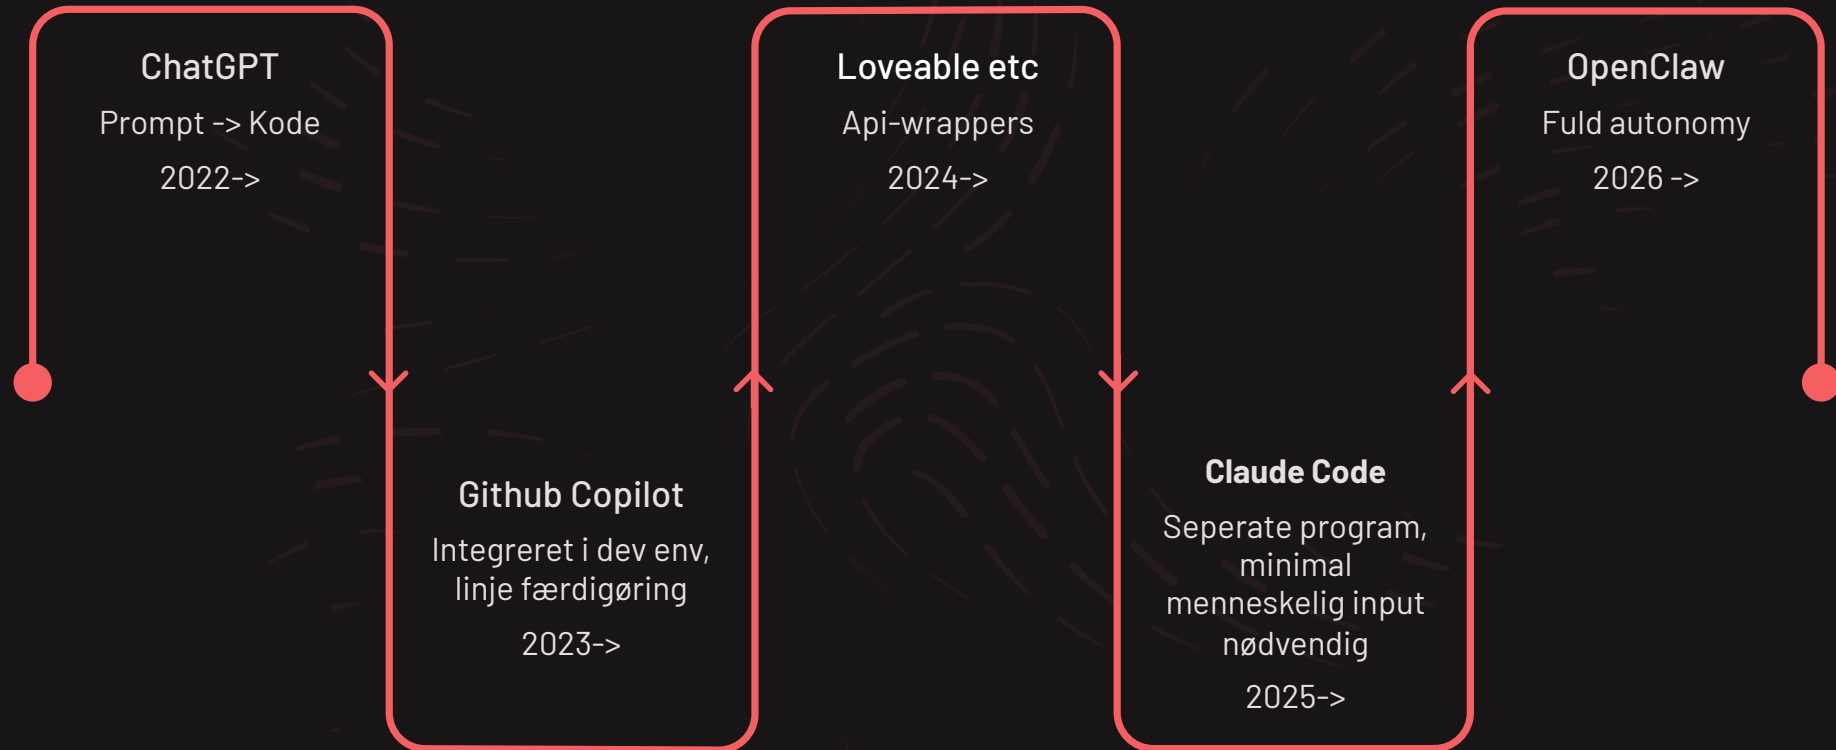 ChatGPT
Prompt -> Kode
2022->
Github Copilot
Integreret i dev env,
linje færdigøring
2023->
Loveable etc
Api-wrappers
2024->
Claude Code
Seperate program,
minimal
menneskelig input
nødvendig
2025->
OpenClaw
Fuld autonomy
2026 ->